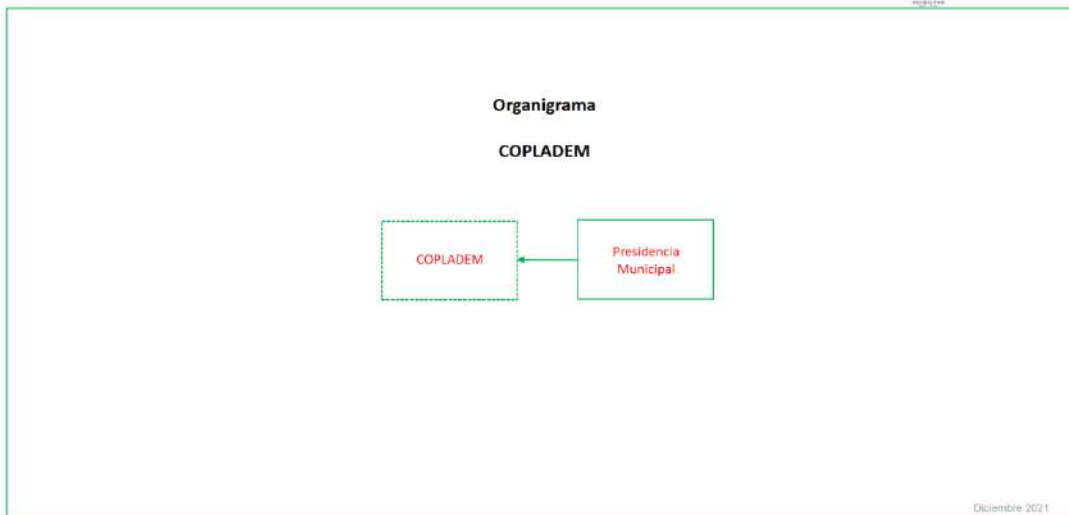 Organigrama
COPLADEM
COPLADEM
Presidencia
Municipal
Diciembre 2021